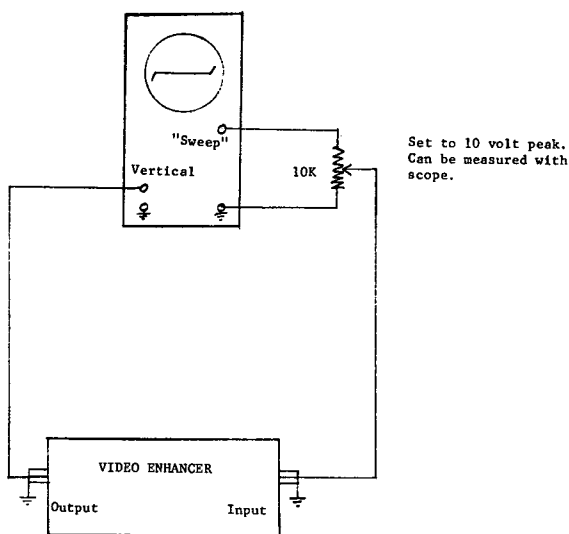 "Sweep"
Vertical
10K
Set to 10 volt peak.
Can be measured with
scope.
VIDEO ENHANCER
Output
Input